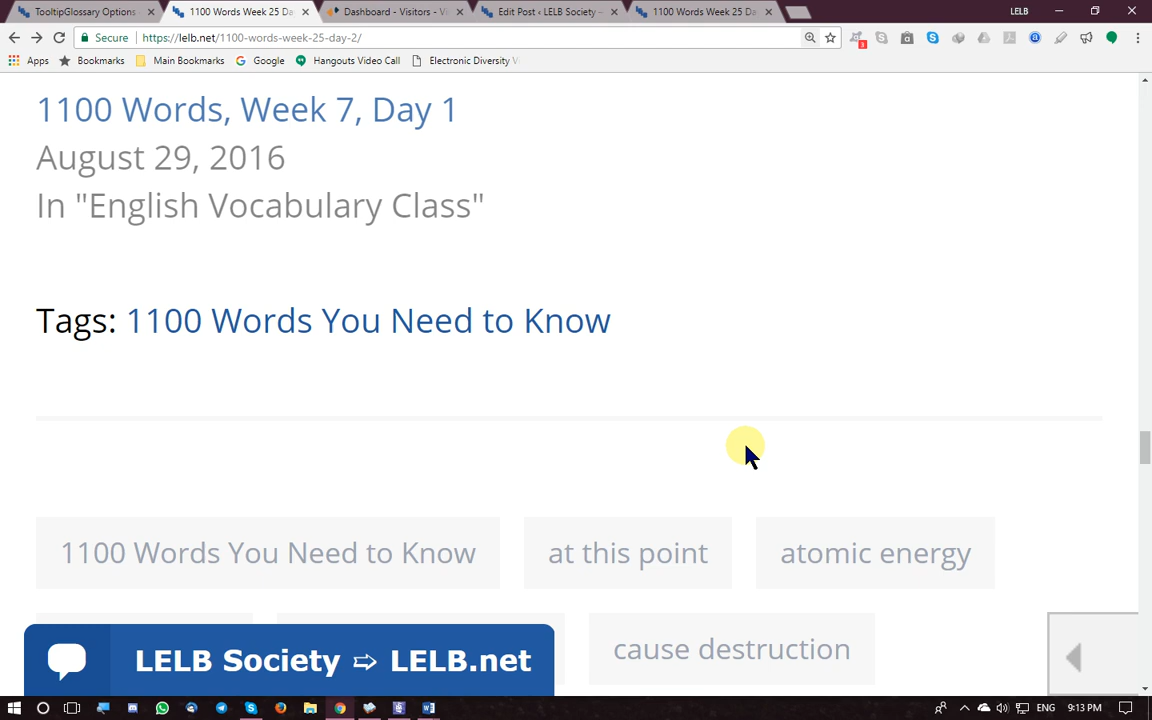 TooltipGlossary Options
1100 Words Week 25 Da
Dashboard - Visitors - Vi
Edit Post ‹ LELB Society —
1100 Words Week 25 Da
LELB
Secure
https://lelb.net/1100-words-week-25-day-2/
3
Apps
Bookmarks
Main Bookmarks
Google
Hangouts Video Call
Electronic Diversity Vi
1100 Words, Week 7, Day 1
August 29, 2016
In "English Vocabulary Class"
Tags: 1100 Words You Need to Know
1100 Words You Need to Know
at this point
atomic energy
cause destruction
LELB Society ⇨ LELB.net
ENG
9:13 PM